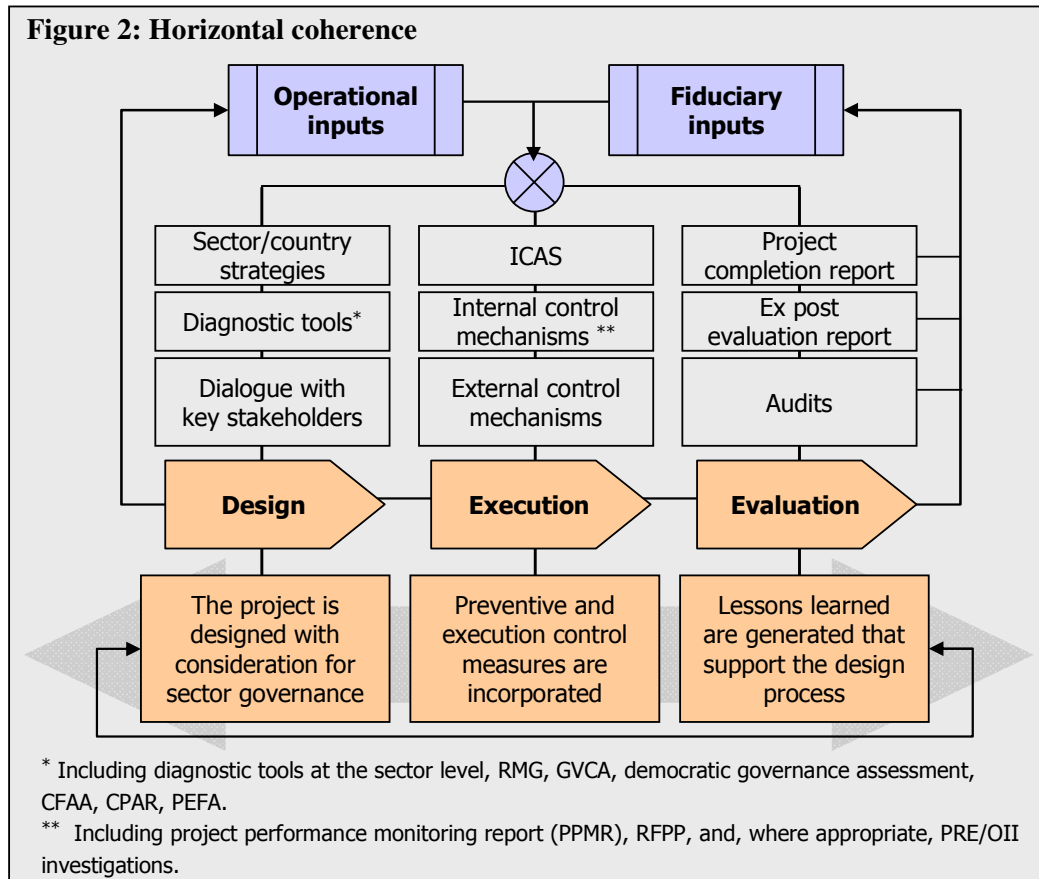 Figure 2: Horizontal coherence
Operational
inputs
Fiduciary
inputs
Sector/country
strategies
ICAS
Project
completion report
Diagnostic tools*
Internal control
mechanisms **
Ex post
evaluation report
Dialogue with
key stakeholders
External control
mechanisms
Audits
Design
Execution
Evaluation
The project is
designed with
consideration for
sector governance
Preventive and
execution control
measures are
incorporated
Lessons learned
are generated that
support the design
process
* Including diagnostic tools at the sector level, RMG, GVCA, democratic governance assessment,
CFAA, CPAR, PEFA.
** Including project performance monitoring report (PPMR), RFPP, and, where appropriate, PRE/OII
investigations.